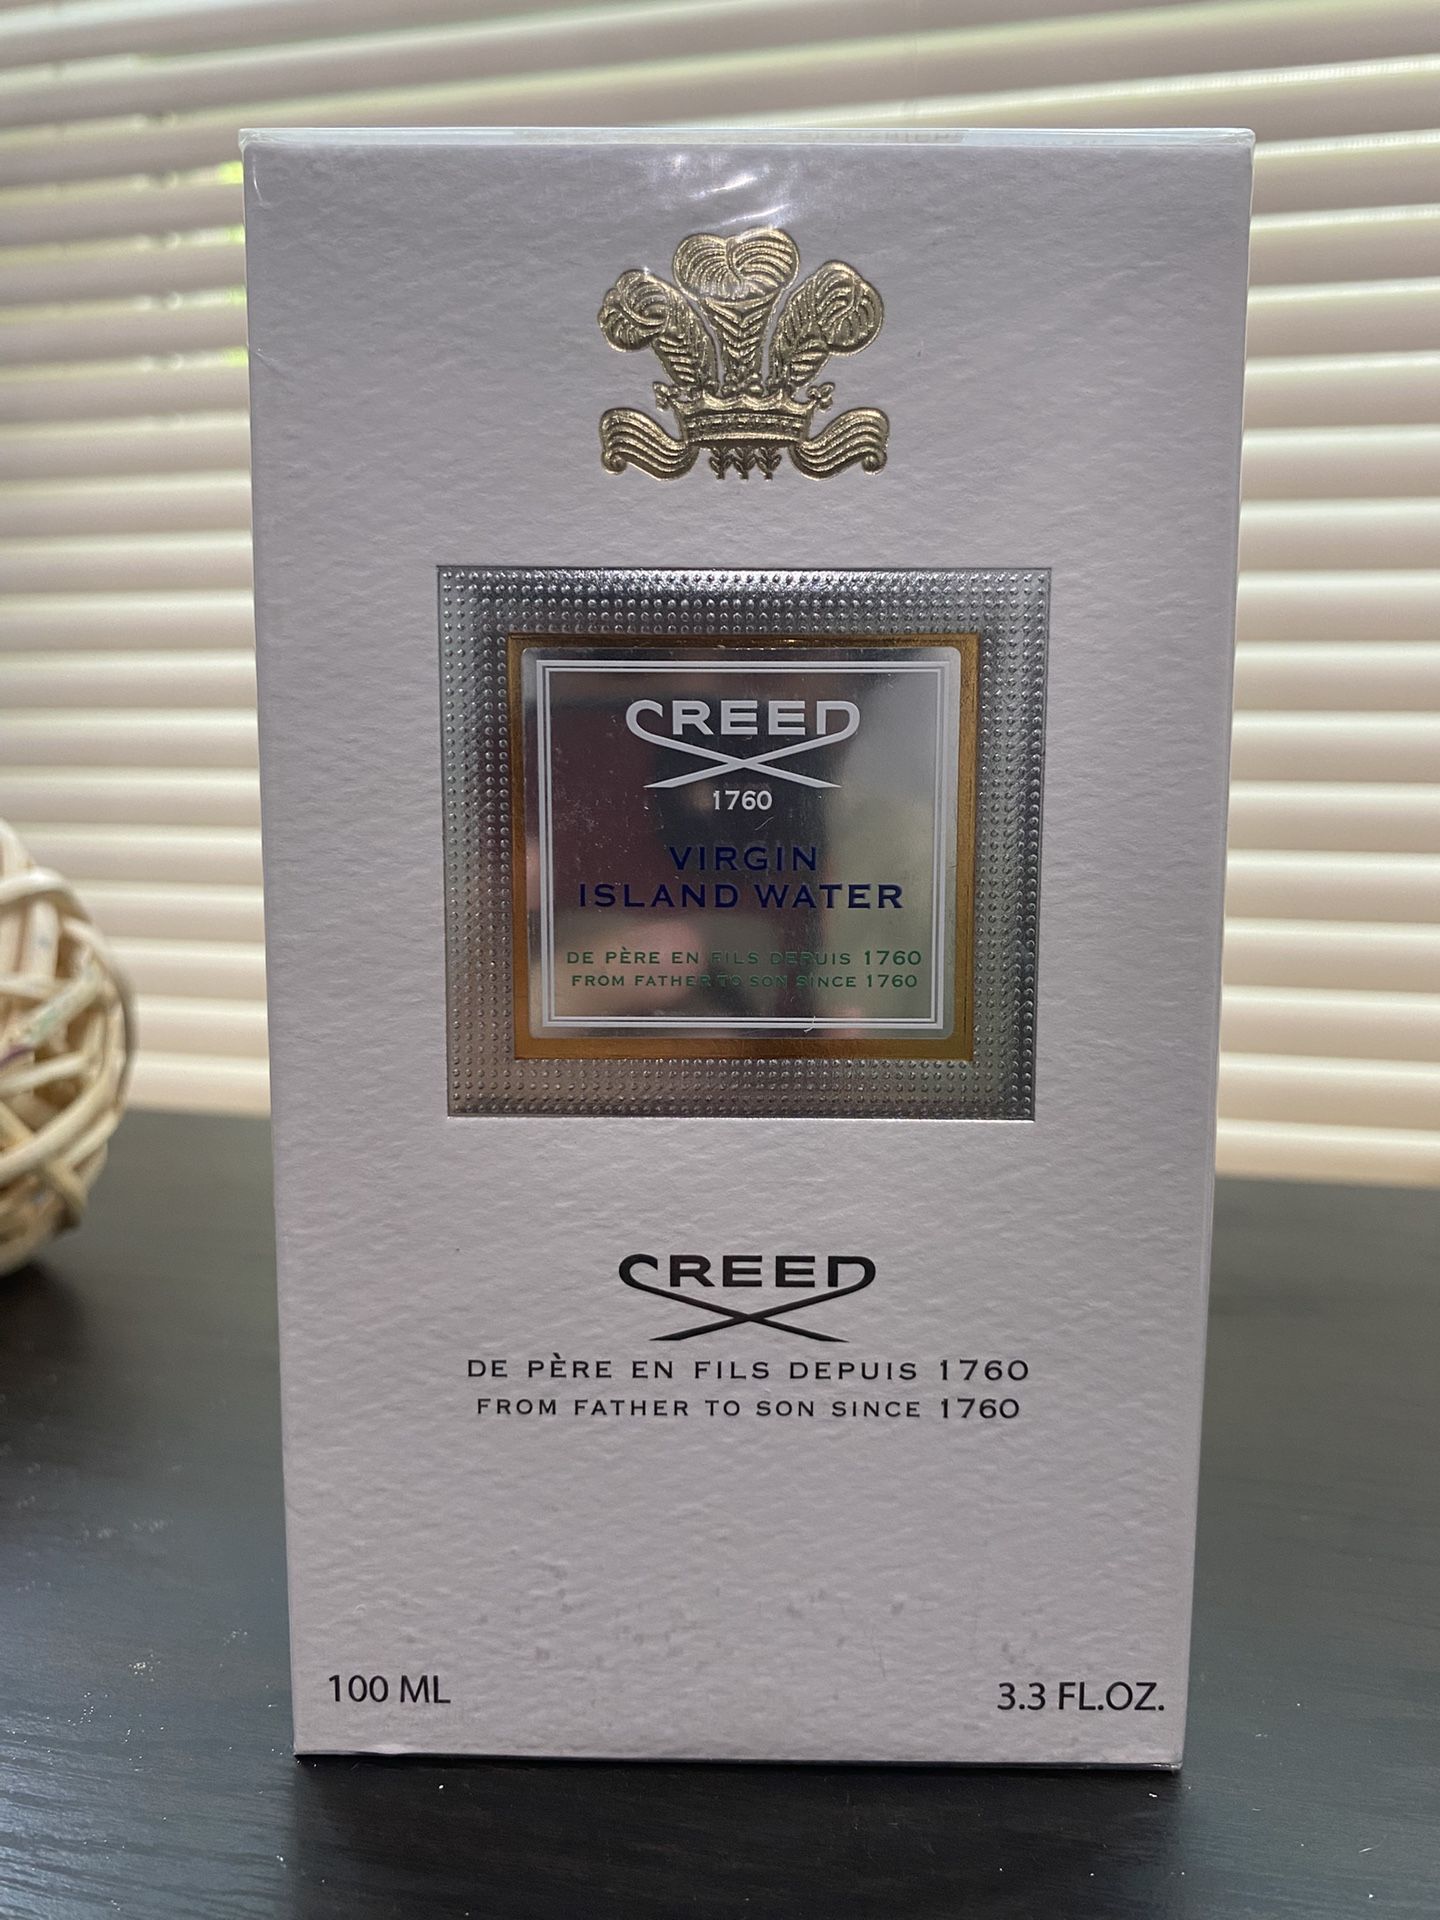 CREED
1760
VIRGIN
ISLAND WATER
DE PÈRE EN FILS DEPUIS 1760
FROM FATHER TO SON SINCE 1760
CREED
DE PÈRE EN FILS DEPUIS 1760
FROM FATHER TO SON SINCE 1760
100 ML
3.3 FL.OZ.